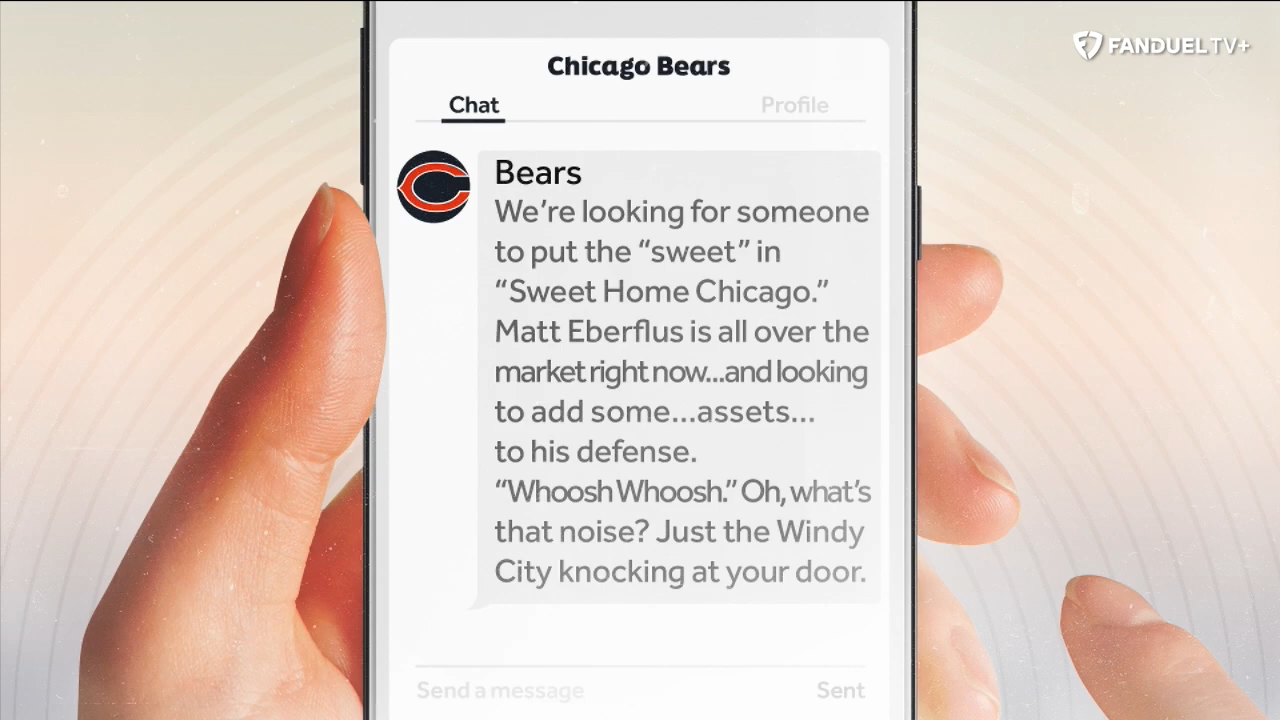 FANDUEL TV+
Chicago Bears
Chat
Profile
Bears
We’re looking for someone
to put the “sweet” in
“Sweet Home Chicago.”
Matt Eberflus is all over the
market right now...and looking
to add some...assets...
to his defense.
“Whoosh Whoosh.” Oh, what’s
that noise? Just the Windy
City knocking at your door.
Send a message
Sent